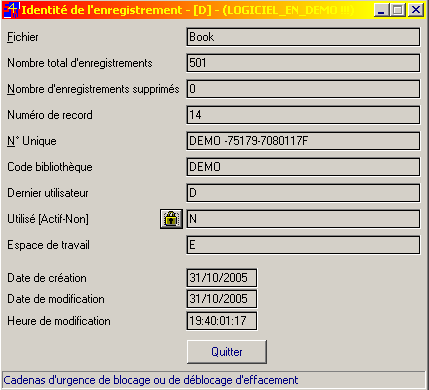 Identité de l'enregistrement - [D] - (LOGICIEL_EN_DEMO !!!)
Fichier Book
Nombre total d'enregistrements 501
Nombre d'enregistrements supprimés 0
Numéro de record 14
N° Unique DEMO -75179-7080117F
Code bibliothèque DEMO
Dernier utilisateur D
Utilisé [Actif-Non] N
Espace de travail E
Date de création 31/10/2005
Date de modification 31/10/2005
Heure de modification 19:40:01:17
Quitter
Cadenas d'urgence de blocage ou de déblocage d'effacement